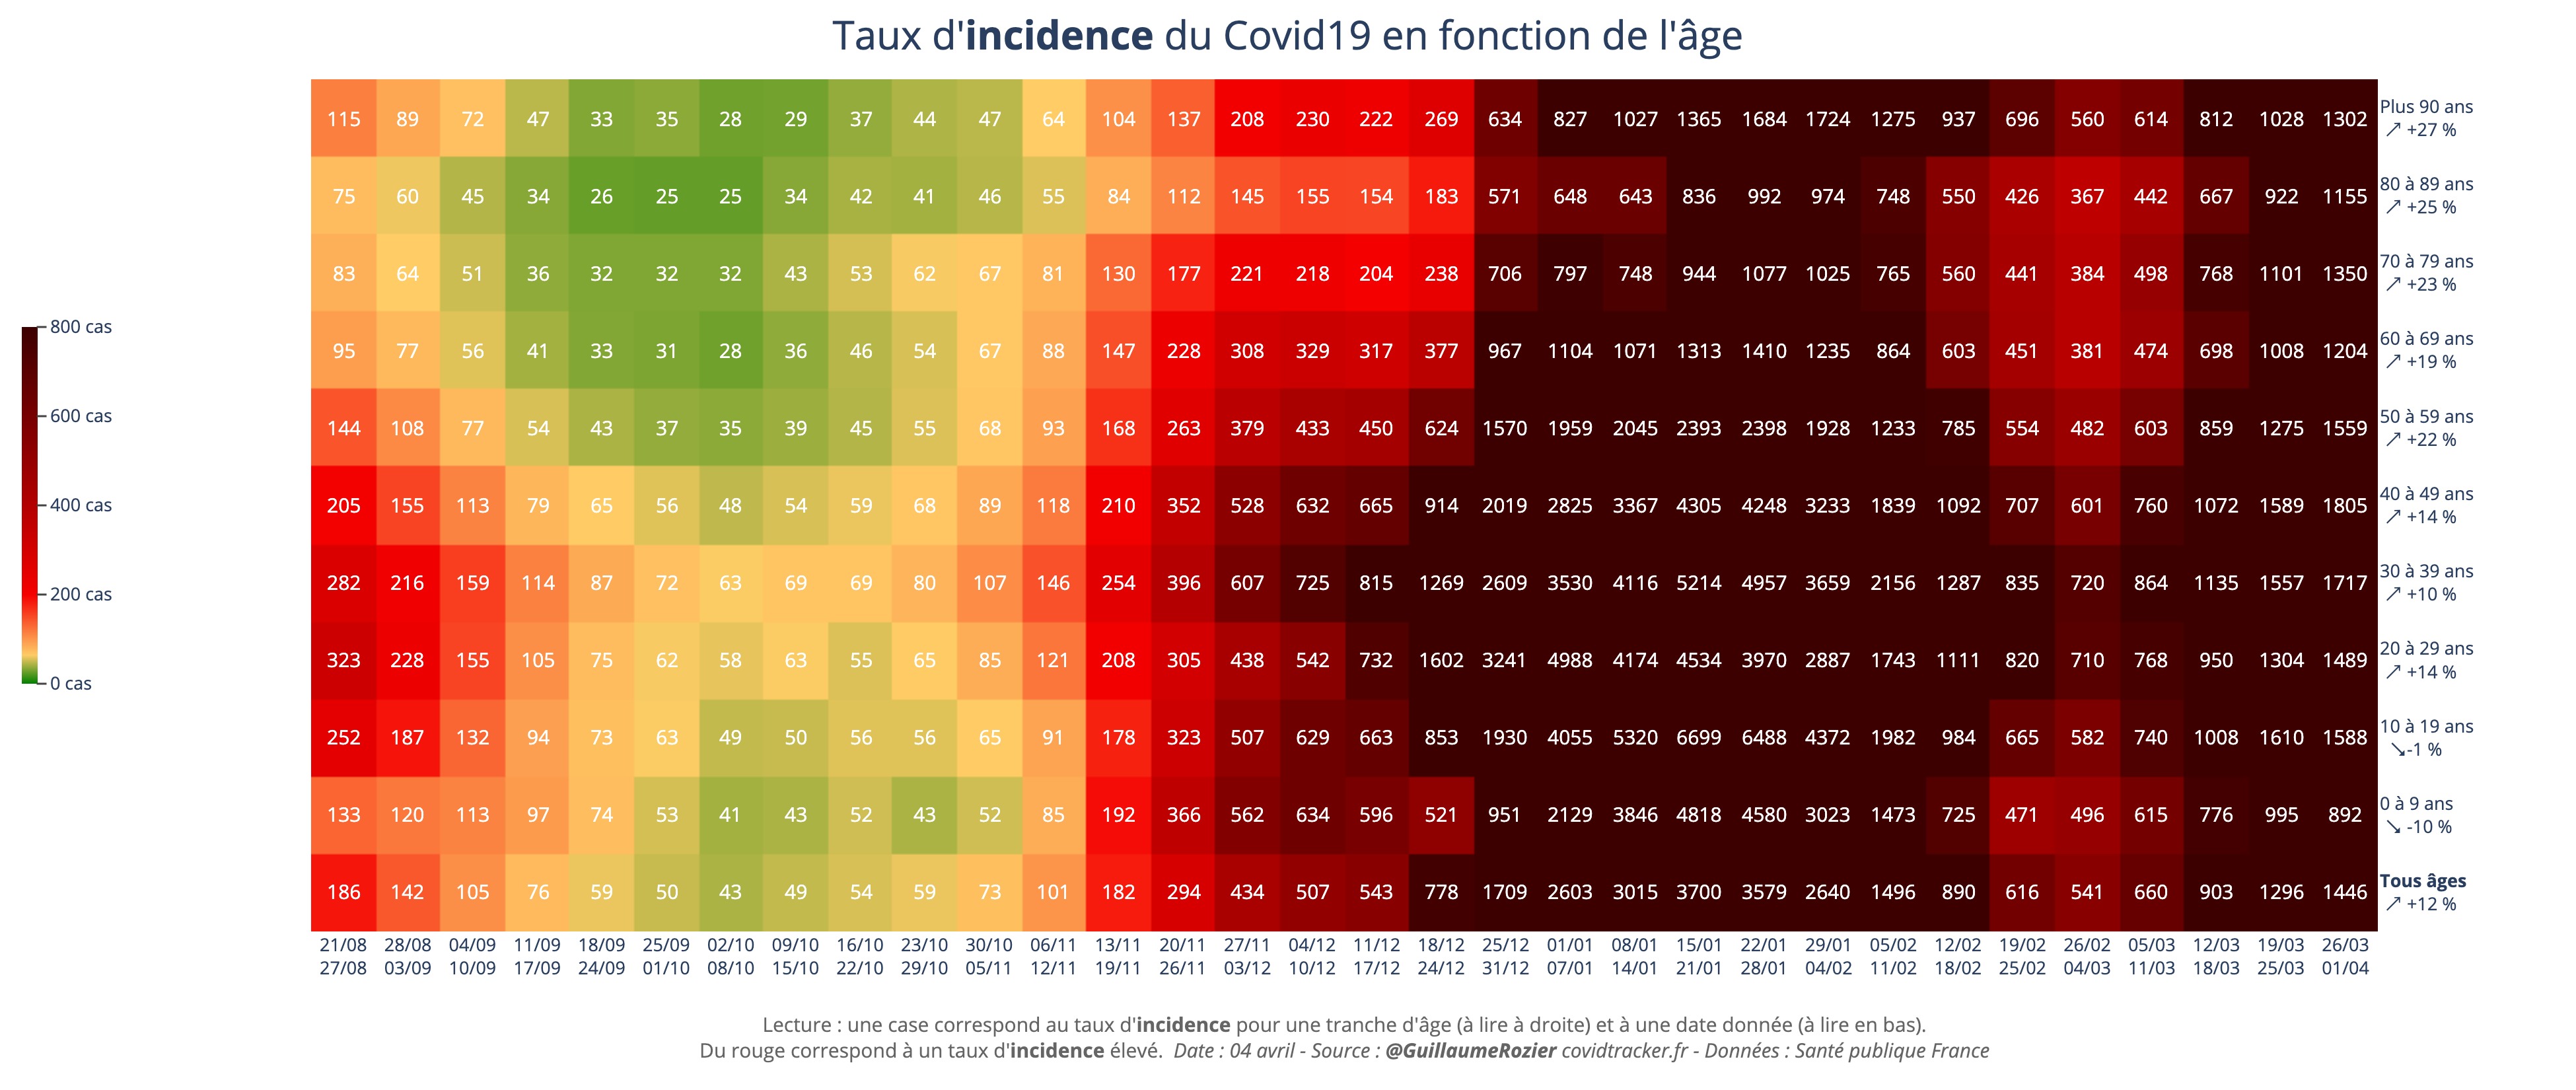 Taux d'incidence du Covid19 en fonction de l'âge
800 cas
600 cas
400 cas
200 cas
0 cas
115 89 72 47 33 35 28 29 37 44 47 64 104 137 208 230 222 269 634 827 1027 1365 1684 1724 1275 937 696 560 614 812 1028 1302 Plus 90 ans
↗ +27 %
75 60 45 34 26 25 25 34 42 41 46 55 84 112 145 155 154 183 571 648 643 836 992 974 748 550 426 367 442 667 922 1155 80 à 89 ans
↗ +25 %
83 64 51 36 32 32 32 43 53 62 67 81 130 177 221 218 204 238 706 797 748 944 1077 1025 765 560 441 384 498 768 1101 1350 70 à 79 ans
↗ +23 %
95 77 56 41 33 31 28 36 46 54 67 88 147 228 308 329 317 377 967 1104 1071 1313 1410 1235 864 603 451 381 474 698 1008 1204 60 à 69 ans
↗ +19 %
144 108 77 54 43 37 35 39 45 55 68 93 168 263 379 433 450 624 1570 1959 2045 2393 2398 1928 1233 785 554 482 603 859 1275 1559 50 à 59 ans
↗ +22 %
205 155 113 79 65 56 48 54 59 68 89 118 210 352 528 632 665 914 2019 2825 3367 4305 4248 3233 1839 1092 707 601 760 1072 1589 1805 40 à 49 ans
↗ +14 %
282 216 159 114 87 72 63 69 69 80 107 146 254 396 607 725 815 1269 2609 3530 4116 5214 4957 3659 2156 1287 835 720 864 1135 1557 1717 30 à 39 ans
↗ +10 %
323 228 155 105 75 62 58 63 55 65 85 121 208 305 438 542 732 1602 3241 4988 4174 4534 3970 2887 1743 1111 820 710 768 950 1304 1489 20 à 29 ans
↗ +14 %
252 187 132 94 73 63 49 50 56 56 65 91 178 323 507 629 663 853 1930 4055 5320 6699 6488 4372 1982 984 665 582 740 1008 1610 1588 10 à 19 ans
↘-1 %
133 120 113 97 74 53 41 43 52 43 52 85 192 366 562 634 596 521 951 2129 3846 4818 4580 3023 1473 725 471 496 615 776 995 892 0 à 9 ans
↘ -10 %
186 142 105 76 59 50 43 49 54 59 73 101 182 294 434 507 543 778 1709 2603 3015 3700 3579 2640 1496 890 616 541 660 903 1296 1446 Tous âges
↗ +12 %
21/08 28/08 04/09 11/09 18/09 25/09 02/10 09/10 16/10 23/10 30/10 06/11 13/11 20/11 27/11 04/12 11/12 18/12 25/12 01/01 08/01 15/01 22/01 29/01 05/02 12/02 19/02 26/02 05/03 12/03 19/03 26/03
27/08 03/09 10/09 17/09 24/09 01/10 08/10 15/10 22/10 29/10 05/11 12/11 19/11 26/11 03/12 10/12 17/12 24/12 31/12 07/01 14/01 21/01 28/01 04/02 11/02 18/02 25/02 04/03 11/03 18/03 25/03 01/04
Lecture : une case correspond au taux d'incidence pour une tranche d'âge (à lire à droite) et à une date donnée (à lire en bas).
Du rouge correspond à un taux d'incidence élevé. Date : 04 avril - Source : @GuillaumeRozier covidtracker.fr - Données : Santé publique France